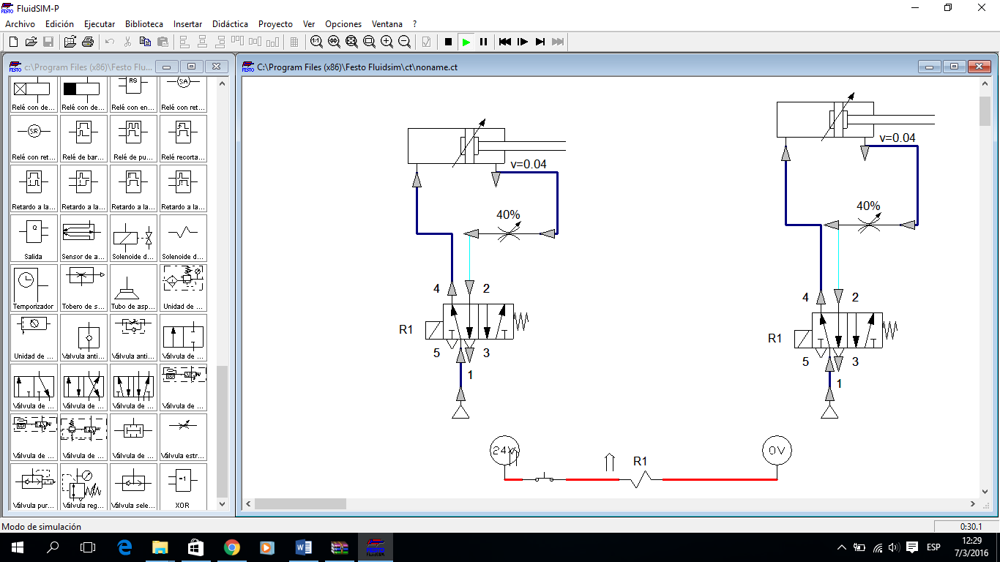 FluidSIM-P
Archivo Edición Ejecutar Biblioteca Insertar Didáctica Proyecto Ver Opciones Ventana ?
FESTO c:\Program Files (x86)\Festo Flu...
FESTO C:\Program Files (x86)\Festo Fluidsim\ct\noname.ct
RS SA
Relé con de... Relé con de... Relé con en... Relé con ret...
SR
Relé con ret... Relé de bar... Relé de pu... Relé recorta...
Retardo a la... Retardo a la... Retardo a la... Retardo a la...
Q
Salida Sensor de a... Solenoide d... Solenoide d...
Temporizador Tobero de s... Tubo de asp... Unidad de ...
Unidad de ... Válvula anti... Válvula anti... Válvula de ...
Válvula de ... Válvula de ... Válvula de ... Válvula de ...
Válvula de ... Válvula de ... Válvula de ... Válvula estr...
=1
Válvula pur... Válvula reg... Válvula sele... XOR
v=0.04
40%
4 2
R1
5 3
1
v=0.04
40%
4 2
R1
5 3
1
24V
R1
0V
Modo de simulación
0:30.1
ESP
12:29
7/3/2016